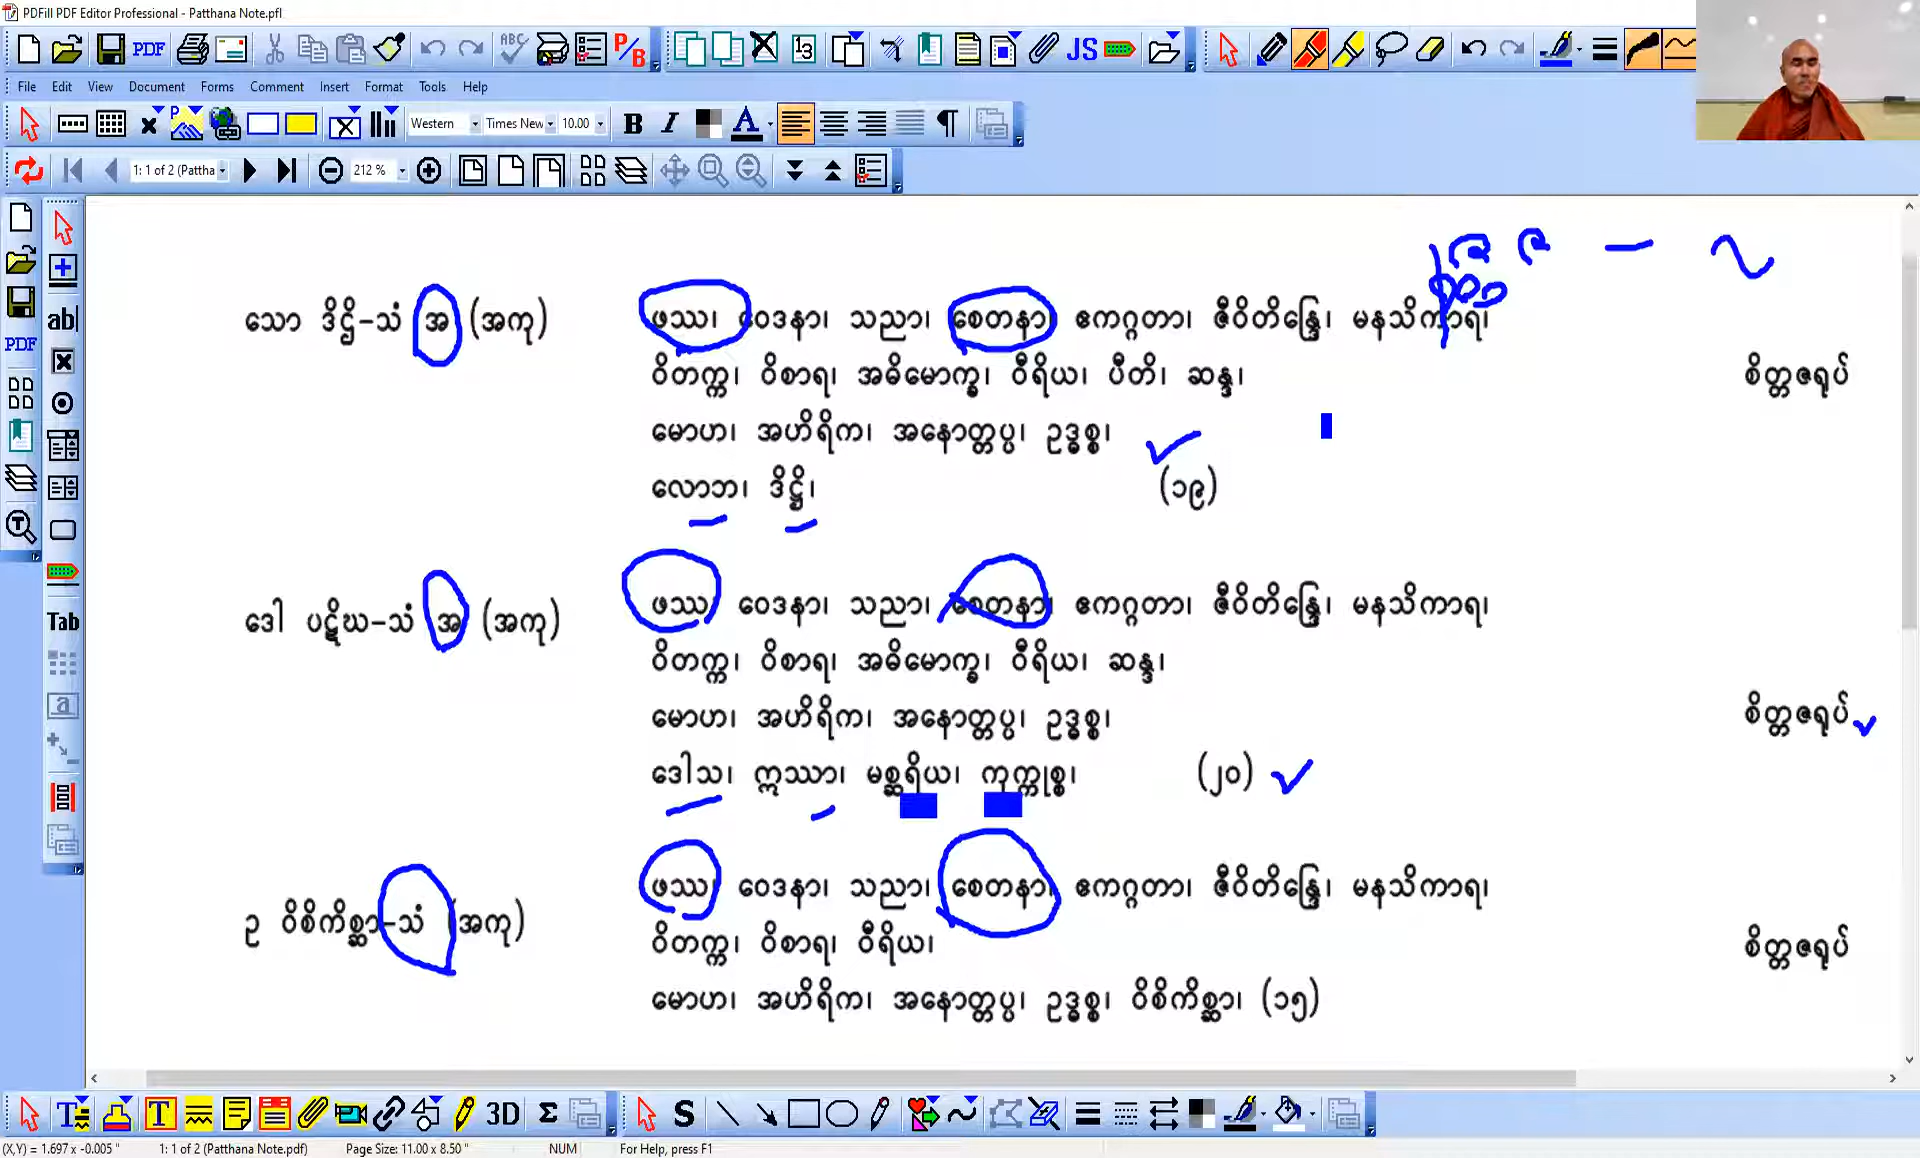 PDFill PDF Editor Professional - Patthana Note.pfl
File Edit View Document Forms Comment Insert Format Tools Help
Western Times New 10.00
1: 1 of 2 (Pattha 212 %
သော ဒိဋ္ဌိ-သံ အ (အကု)
ဖဿ၊ ဝေဒနာ၊ သညာ၊ စေတနာ၊ ဧကဂ္ဂတာ၊ ဇီဝိတိန္ဒြေ၊ မနသိကာရ၊
ဝိတက္က၊ ဝိစာရ၊ အဓိမောက္ခ၊ ဝီရိယ၊ ပီတိ၊ ဆန္ဒ၊
စိတ္တဇရုပ်
မောဟ၊ အဟိရိက၊ အနောတ္တပ္ပ၊ ဥဒ္ဓစ္စ၊
လောဘ၊ ဒိဋ္ဌိ၊ (၁၉)
ဒေါ ပဋိဃ-သံ အ (အကု)
ဖဿ၊ ဝေဒနာ၊ သညာ၊ စေတနာ၊ ဧကဂ္ဂတာ၊ ဇီဝိတိန္ဒြေ၊ မနသိကာရ၊
ဝိတက္က၊ ဝိစာရ၊ အဓိမောက္ခ၊ ဝီရိယ၊ ဆန္ဒ၊
မောဟ၊ အဟိရိက၊ အနောတ္တပ္ပ၊ ဥဒ္ဓစ္စ၊
စိတ္တဇရုပ်
ဒေါသ၊ ဣဿာ၊ မစ္ဆရိယ၊ ကုက္ကုစ္စ၊ (၂၀)
ဥ ဝိစိကိစ္ဆာ-သံ (အကု)
ဖဿ၊ ဝေဒနာ၊ သညာ၊ စေတနာ၊ ဧကဂ္ဂတာ၊ ဇီဝိတိန္ဒြေ၊ မနသိကာရ၊
ဝိတက္က၊ ဝိစာရ၊ ဝီရိယ၊
စိတ္တဇရုပ်
မောဟ၊ အဟိရိက၊ အနောတ္တပ္ပ၊ ဥဒ္ဓစ္စ၊ ဝိစိကိစ္ဆာ၊ (၁၅)
(X,Y) = 1.697 x -0.005 " 1: 1 of 2 (Patthana Note.pdf) Page Size: 11.00 x 8.50 " NUM For Help, press F1